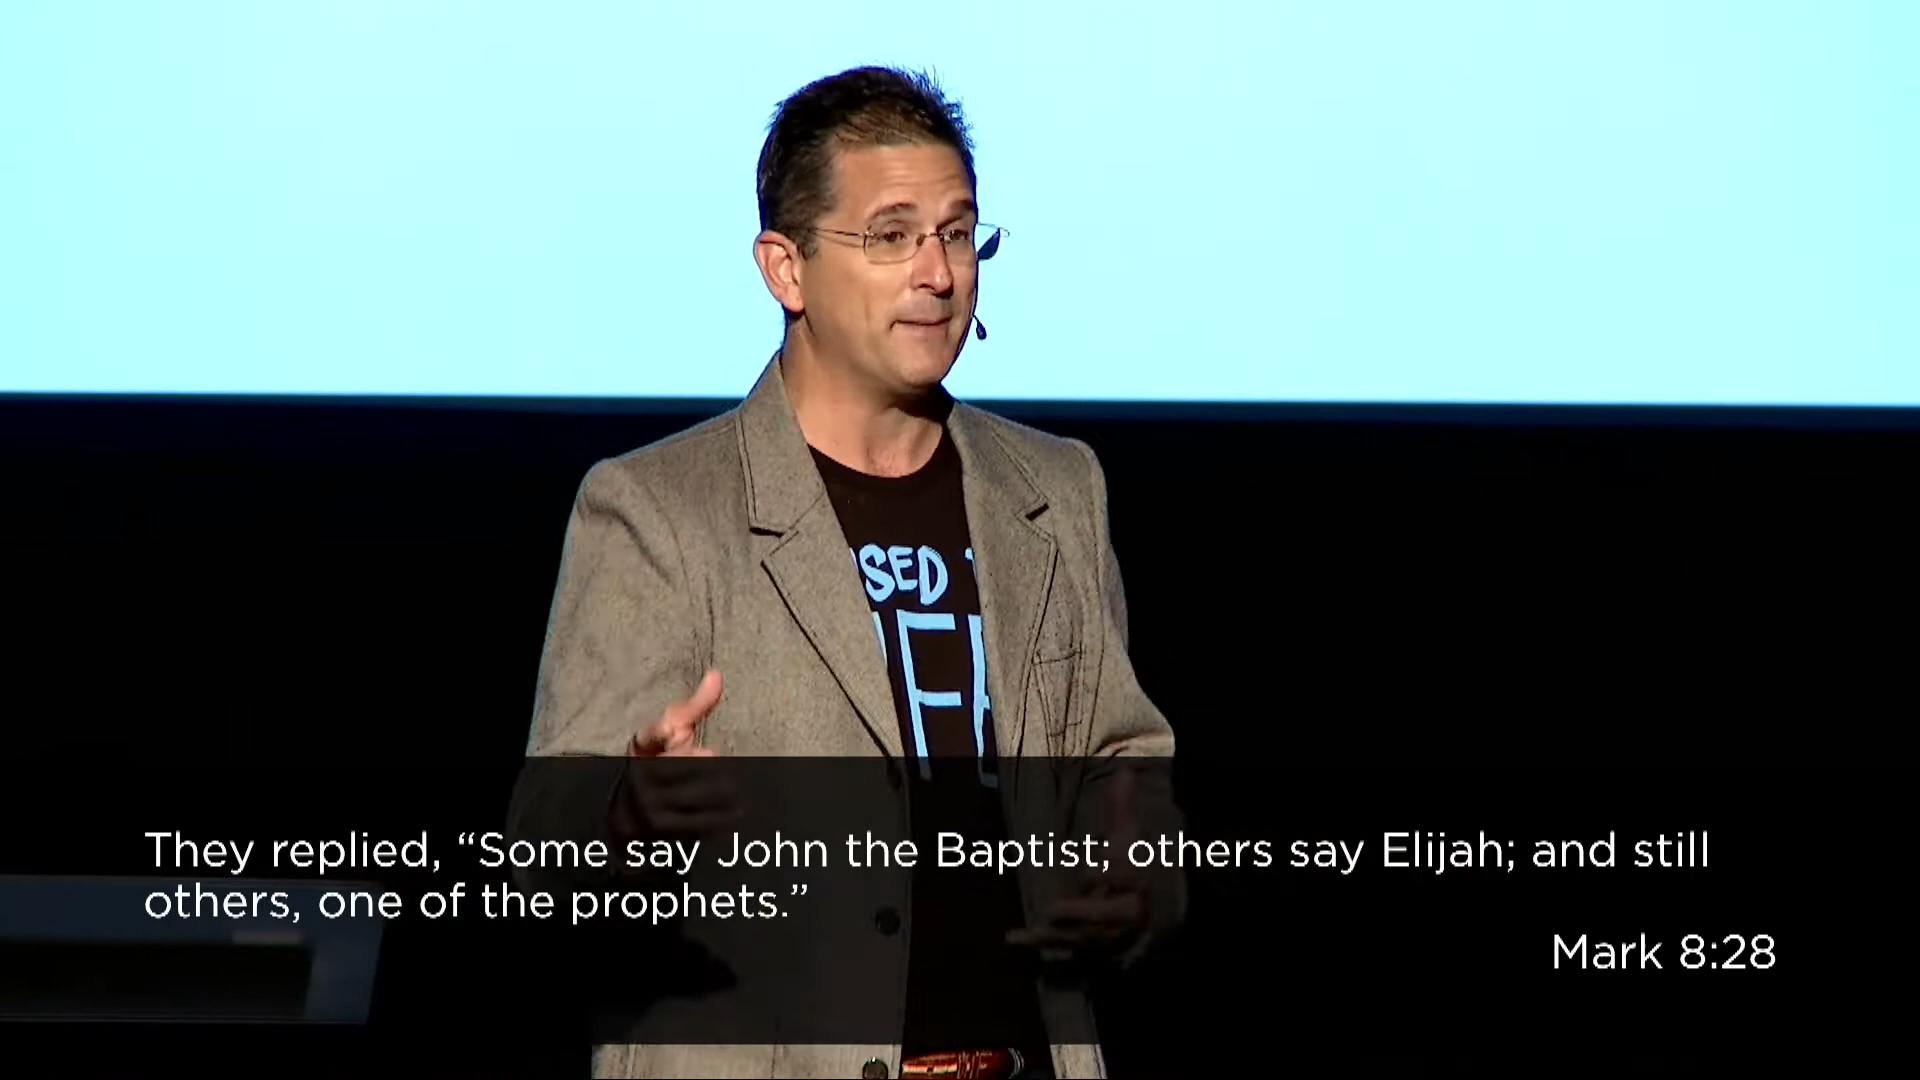 SED
They replied, “Some say John the Baptist; others say Elijah; and still
others, one of the prophets.”
Mark 8:28